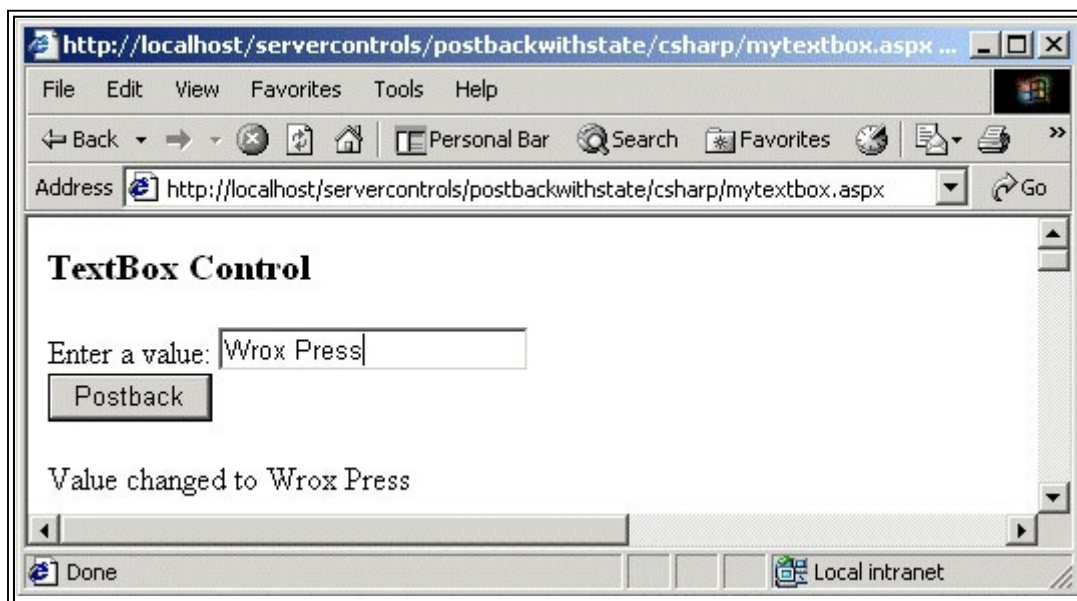 http://localhost/servercontrols/postbackwithstate/csharp/mytextbox.aspx ...
File Edit View Favorites Tools Help
Back Personal Bar Search Favorites »
Address http://localhost/servercontrols/postbackwithstate/csharp/mytextbox.aspx Go
TextBox Control
Enter a value: Wrox Press
Postback
Value changed to Wrox Press
Done Local intranet